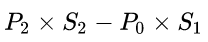 P₂ × S₂ − P₀ × S₁